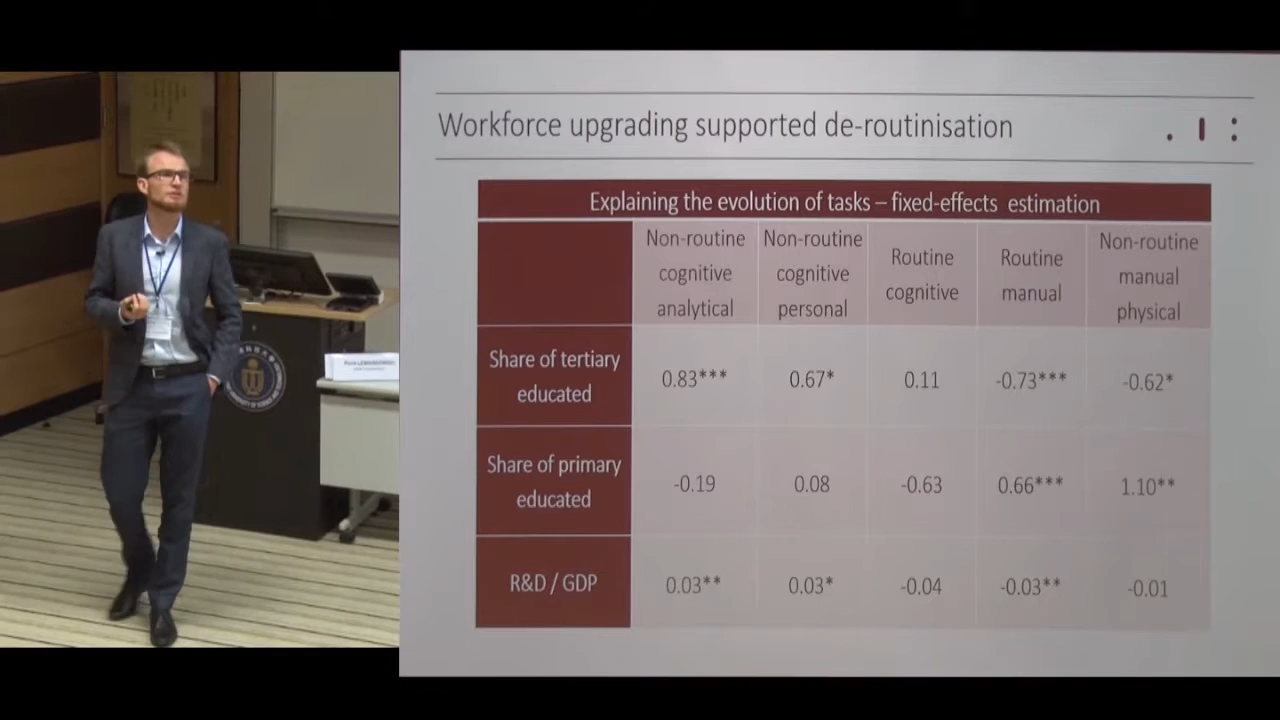 Workforce upgrading supported de-routinisation
Explaining the evolution of tasks – fixed-effects estimation
Non-routine cognitive analytical
Non-routine cognitive personal
Routine cognitive
Routine manual
Non-routine manual physical
Share of tertiary educated
0.83***
0.67*
0.11
-0.73***
-0.62*
Share of primary educated
-0.19
0.08
-0.63
0.66***
1.10**
R&D / GDP
0.03**
0.03*
-0.04
-0.03**
-0.01